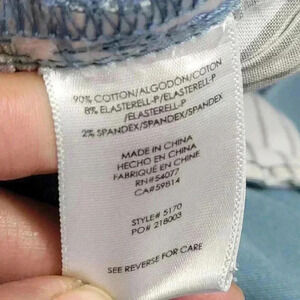 90% COTTON/ALGODÓN/COTON
8% ELASTERELL-P/ELASTERELL-P
/ELASTERELL-P
2% SPANDEX/SPANDEX/SPANDEX
MADE IN CHINA
HECHO EN CHINA
FABRIQUE EN CHINE
RN#54077
CA#59814
STYLE# 5170
PO# 218003
SEE REVERSE FOR CARE